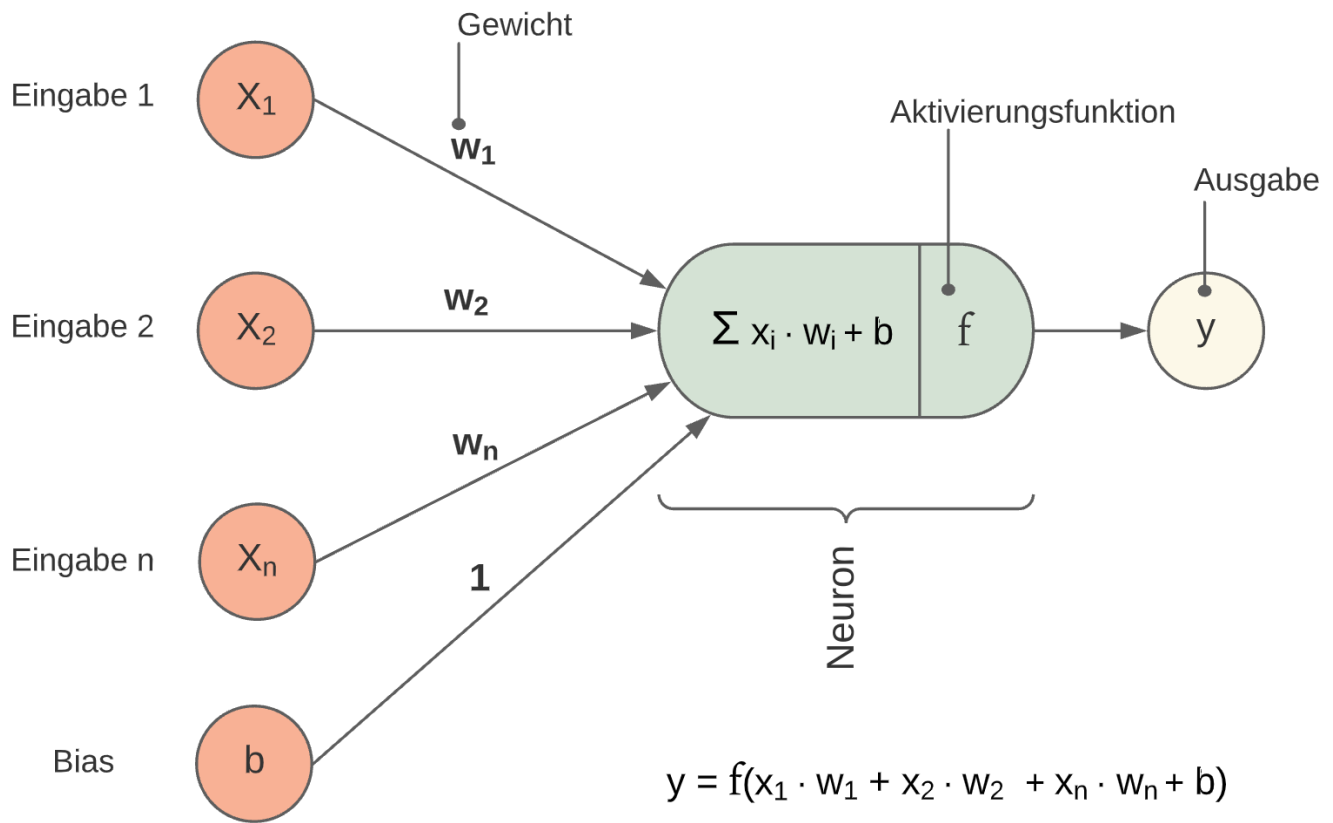 Gewicht
Eingabe 1
X₁
w₁
Aktivierungsfunktion
Ausgabe
Eingabe 2
X₂
w₂
Σ xᵢ · wᵢ + b
f
y
Eingabe n
Xₙ
wₙ
1
Neuron
Bias
b
y = f(x₁ · w₁ + x₂ · w₂ + xₙ · wₙ + b)